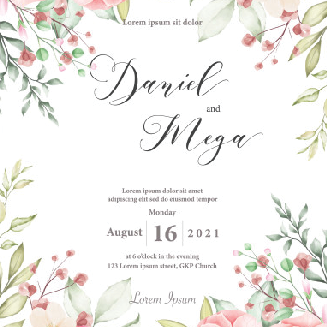 Lorem ipsum sit dolor
Daniel
and
Mega
Lorem ipsum dolor sit amet
adipiscing elit sed do eiusmod tempor
Monday
August 16 2021
at 6 o'clock in the evening
123 Lorem Street, GKP Church
Lorem Ipsum